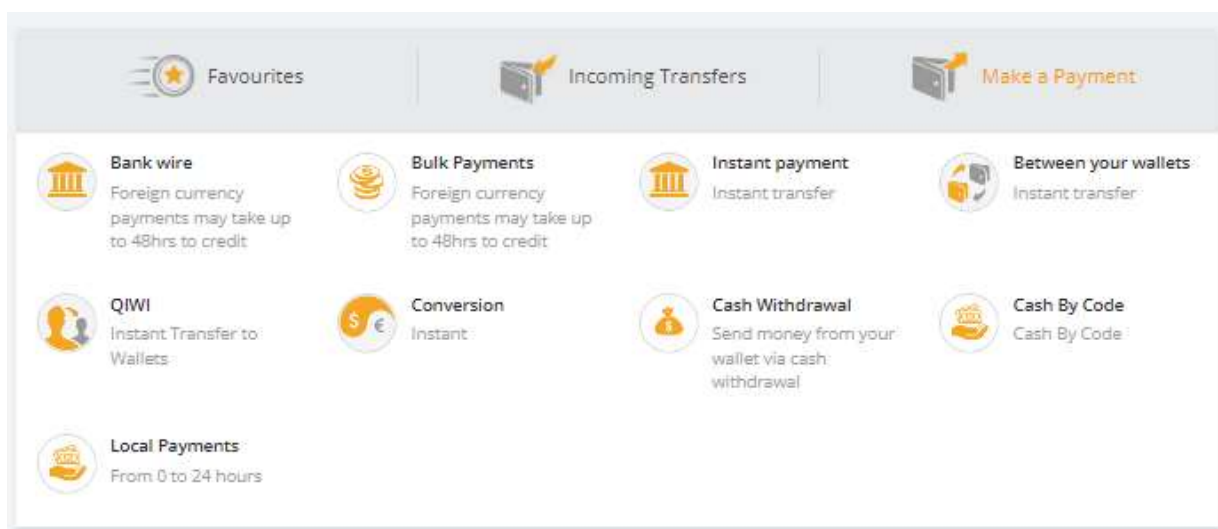 Favourites
Incoming Transfers
Make a Payment
Bank wire
Foreign currency
payments may take up
to 48hrs to credit
Bulk Payments
Foreign currency
payments may take up
to 48hrs to credit
Instant payment
Instant transfer
Between your wallets
Instant transfer
QIWI
Instant Transfer to
Wallets
$ €
Conversion
Instant
$
Cash Withdrawal
Send money from your
wallet via cash
withdrawal
Cash By Code
Cash By Code
Local Payments
From 0 to 24 hours